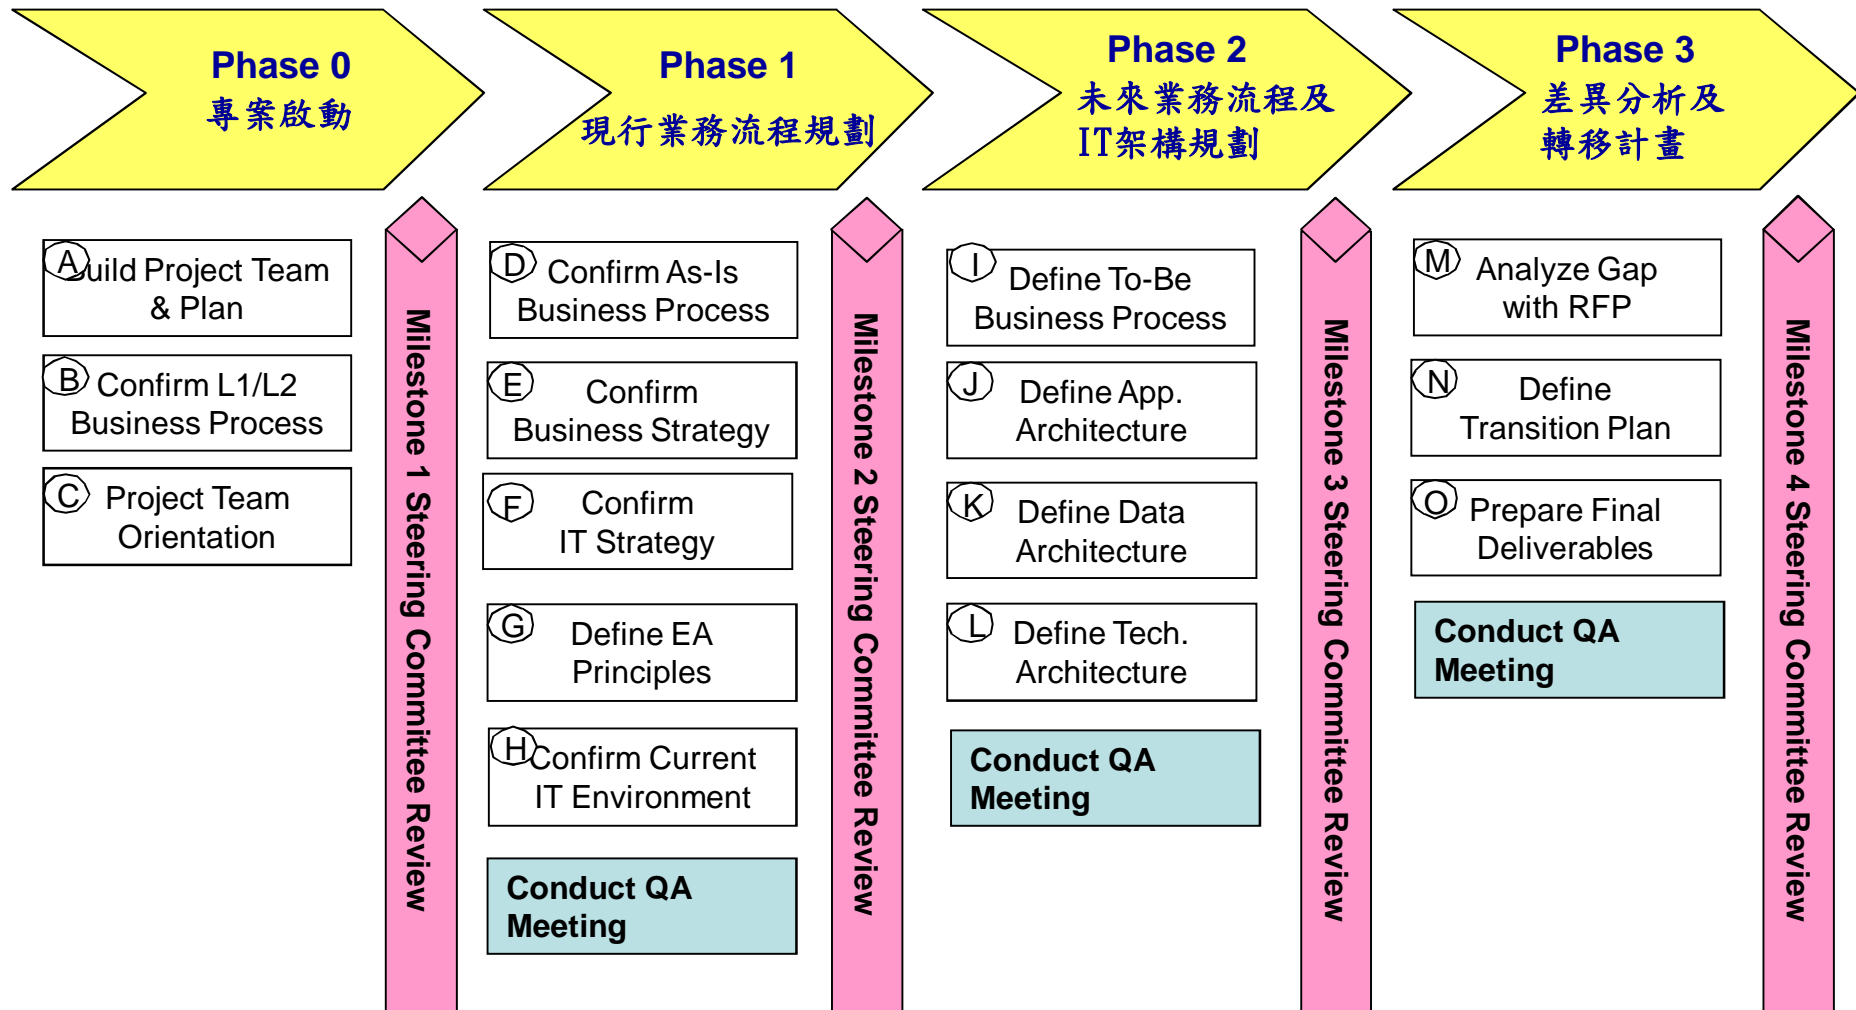 Phase 0
專案啟動
Phase 1
現行業務流程規劃
Phase 2
未來業務流程及
IT架構規劃
Phase 3
差異分析及
轉移計畫
A
Build Project Team
& Plan
B
Confirm L1/L2
Business Process
C
Project Team
Orientation
Milestone 1 Steering Committee Review
D
Confirm As-Is
Business Process
E
Confirm
Business Strategy
F
Confirm
IT Strategy
G
Define EA
Principles
H
Confirm Current
IT Environment
Conduct QA
Meeting
Milestone 2 Steering Committee Review
I
Define To-Be
Business Process
J
Define App.
Architecture
K
Define Data
Architecture
L
Define Tech.
Architecture
Conduct QA
Meeting
Milestone 3 Steering Committee Review
M
Analyze Gap
with RFP
N
Define
Transition Plan
O
Prepare Final
Deliverables
Conduct QA
Meeting
Milestone 4 Steering Committee Review